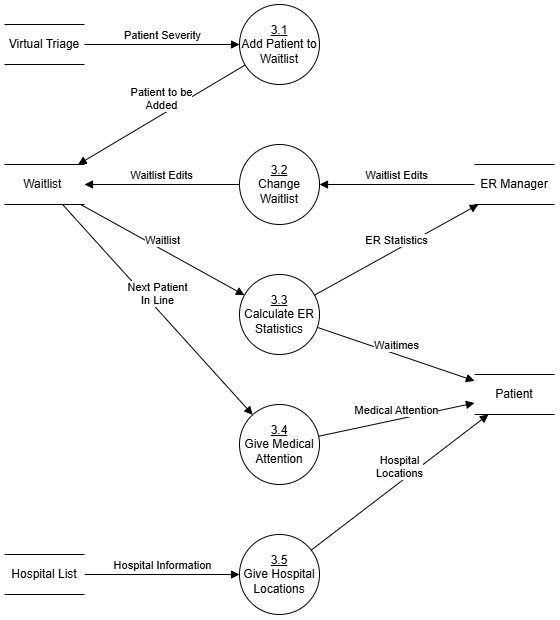 Virtual Triage
Patient Severity
3.1
Add Patient to
Waitlist
Patient to be
Added
Waitlist
Waitlist Edits
3.2
Change
Waitlist
Waitlist Edits
ER Manager
Waitlist
ER Statistics
Next Patient
In Line
3.3
Calculate ER
Statistics
Waitimes
Patient
Medical Attention
3.4
Give Medical
Attention
Hospital
Locations
Hospital List
Hospital Information
3.5
Give Hospital
Locations